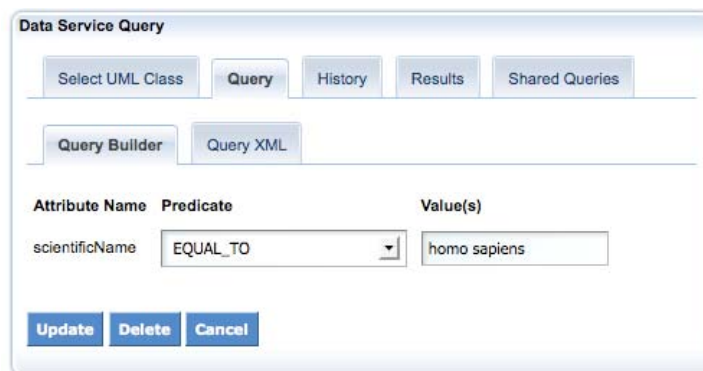 Data Service Query
Select UML Class Query History Results Shared Queries
Query Builder Query XML
Attribute Name Predicate Value(s)
scientificName EQUAL_TO homo sapiens
Update Delete Cancel